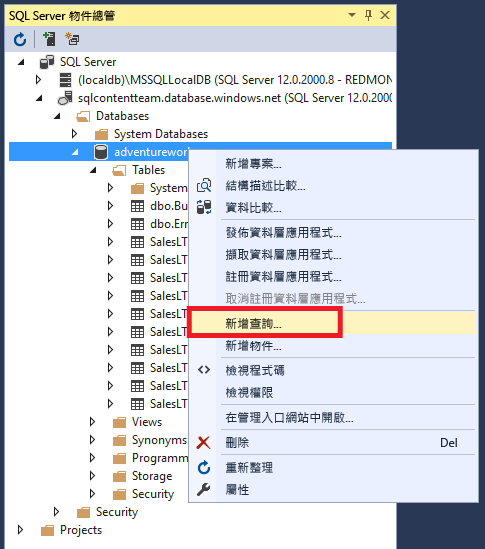 SQL Server 物件總管
SQL Server
(localdb)\MSSQLLocalDB (SQL Server 12.0.2000.8 - REDMON
sqlcontentteam.database.windows.net (SQL Server 12.0.2000
Databases
System Databases
adventurework
Tables
System
dbo.Bu
dbo.Err
SalesLT
SalesLT
SalesLT
SalesLT
SalesLT
SalesLT
SalesLT
SalesLT
SalesLT
SalesLT
Views
Synonyms
Programm
Storage
Security
Security
Projects
新增專案...
結構描述比較...
資料比較...
發佈資料層應用程式...
擷取資料層應用程式...
註冊資料層應用程式...
取消註冊資料層應用程式...
新增查詢...
新增物件...
檢視程式碼
檢視權限
在管理入口網站中開啟...
刪除 Del
重新整理
屬性